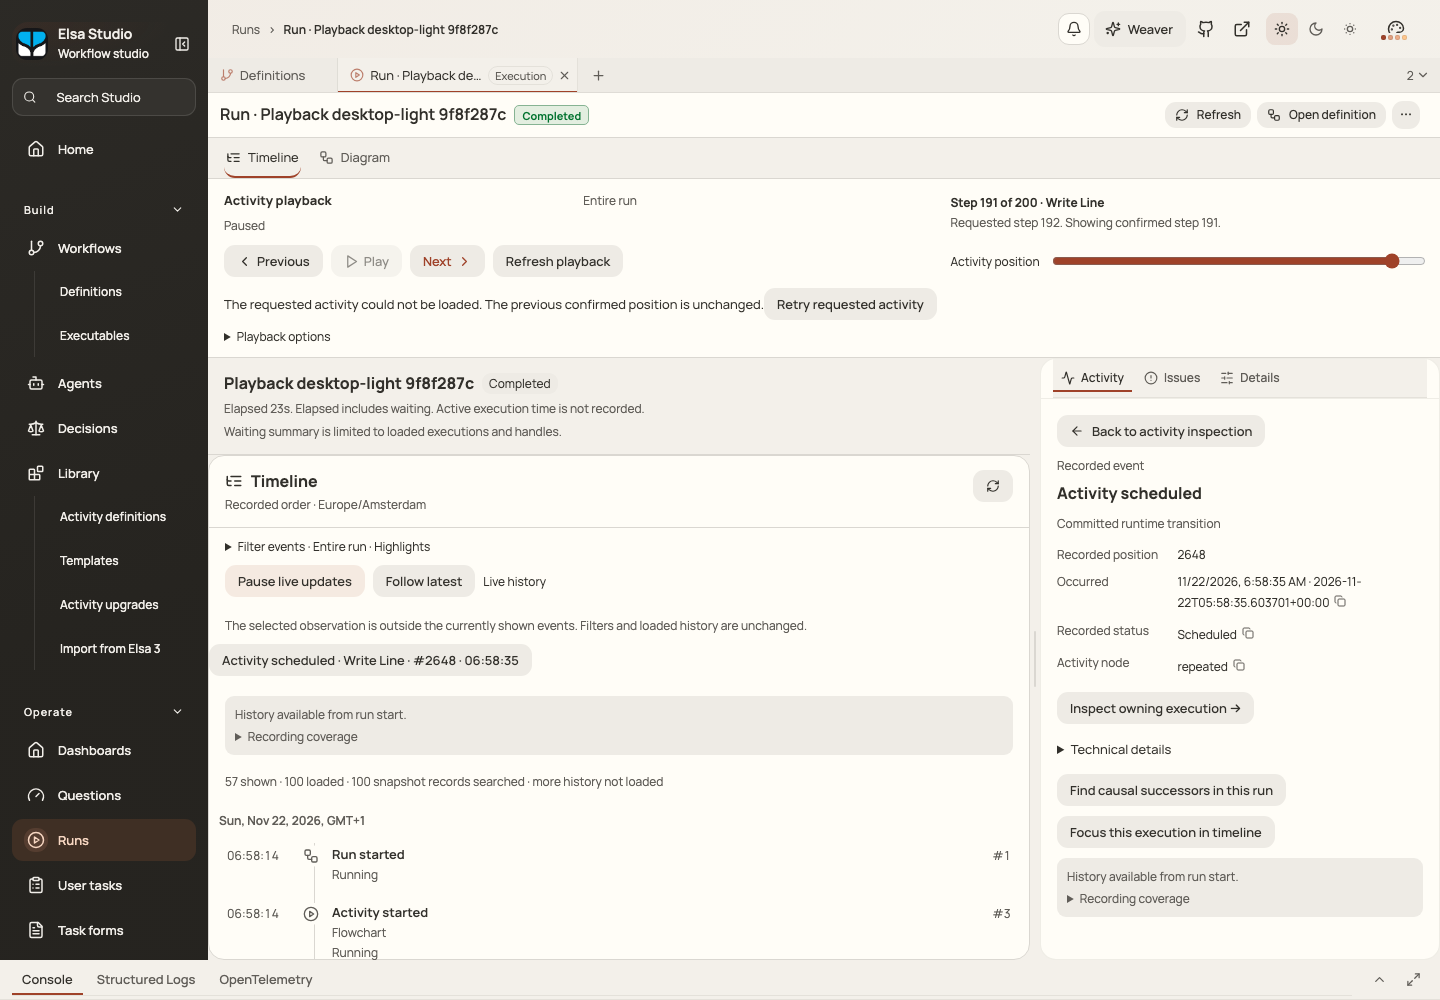 Elsa Studio
Workflow studio
Search Studio
Home
Build
Workflows
Definitions
Executables
Agents
Decisions
Library
Activity definitions
Templates
Activity upgrades
Import from Elsa 3
Operate
Dashboards
Questions
Runs
User tasks
Task forms
Runs › Run · Playback desktop-light 9f8f287c
Weaver
Definitions
Run · Playback de... Execution
2
Run · Playback desktop-light 9f8f287c Completed
Refresh
Open definition
Timeline
Diagram
Activity playback
Entire run
Paused
Previous
Play
Next
Refresh playback
Step 191 of 200 · Write Line
Requested step 192. Showing confirmed step 191.
Activity position
The requested activity could not be loaded. The previous confirmed position is unchanged. Retry requested activity
Playback options
Playback desktop-light 9f8f287c Completed
Elapsed 23s. Elapsed includes waiting. Active execution time is not recorded.
Waiting summary is limited to loaded executions and handles.
Timeline
Recorded order · Europe/Amsterdam
Filter events · Entire run · Highlights
Pause live updates
Follow latest
Live history
The selected observation is outside the currently shown events. Filters and loaded history are unchanged.
Activity scheduled · Write Line · #2648 · 06:58:35
History available from run start.
Recording coverage
57 shown · 100 loaded · 100 snapshot records searched · more history not loaded
Sun, Nov 22, 2026, GMT+1
06:58:14 Run started #1
Running
06:58:14 Activity started #3
Flowchart
Running
Activity
Issues
Details
Back to activity inspection
Recorded event
Activity scheduled
Committed runtime transition
Recorded position 2648
Occurred 11/22/2026, 6:58:35 AM · 2026-11-
22T05:58:35.603701+00:00
Recorded status Scheduled
Activity node repeated
Inspect owning execution →
Technical details
Find causal successors in this run
Focus this execution in timeline
History available from run start.
Recording coverage
Console
Structured Logs
OpenTelemetry